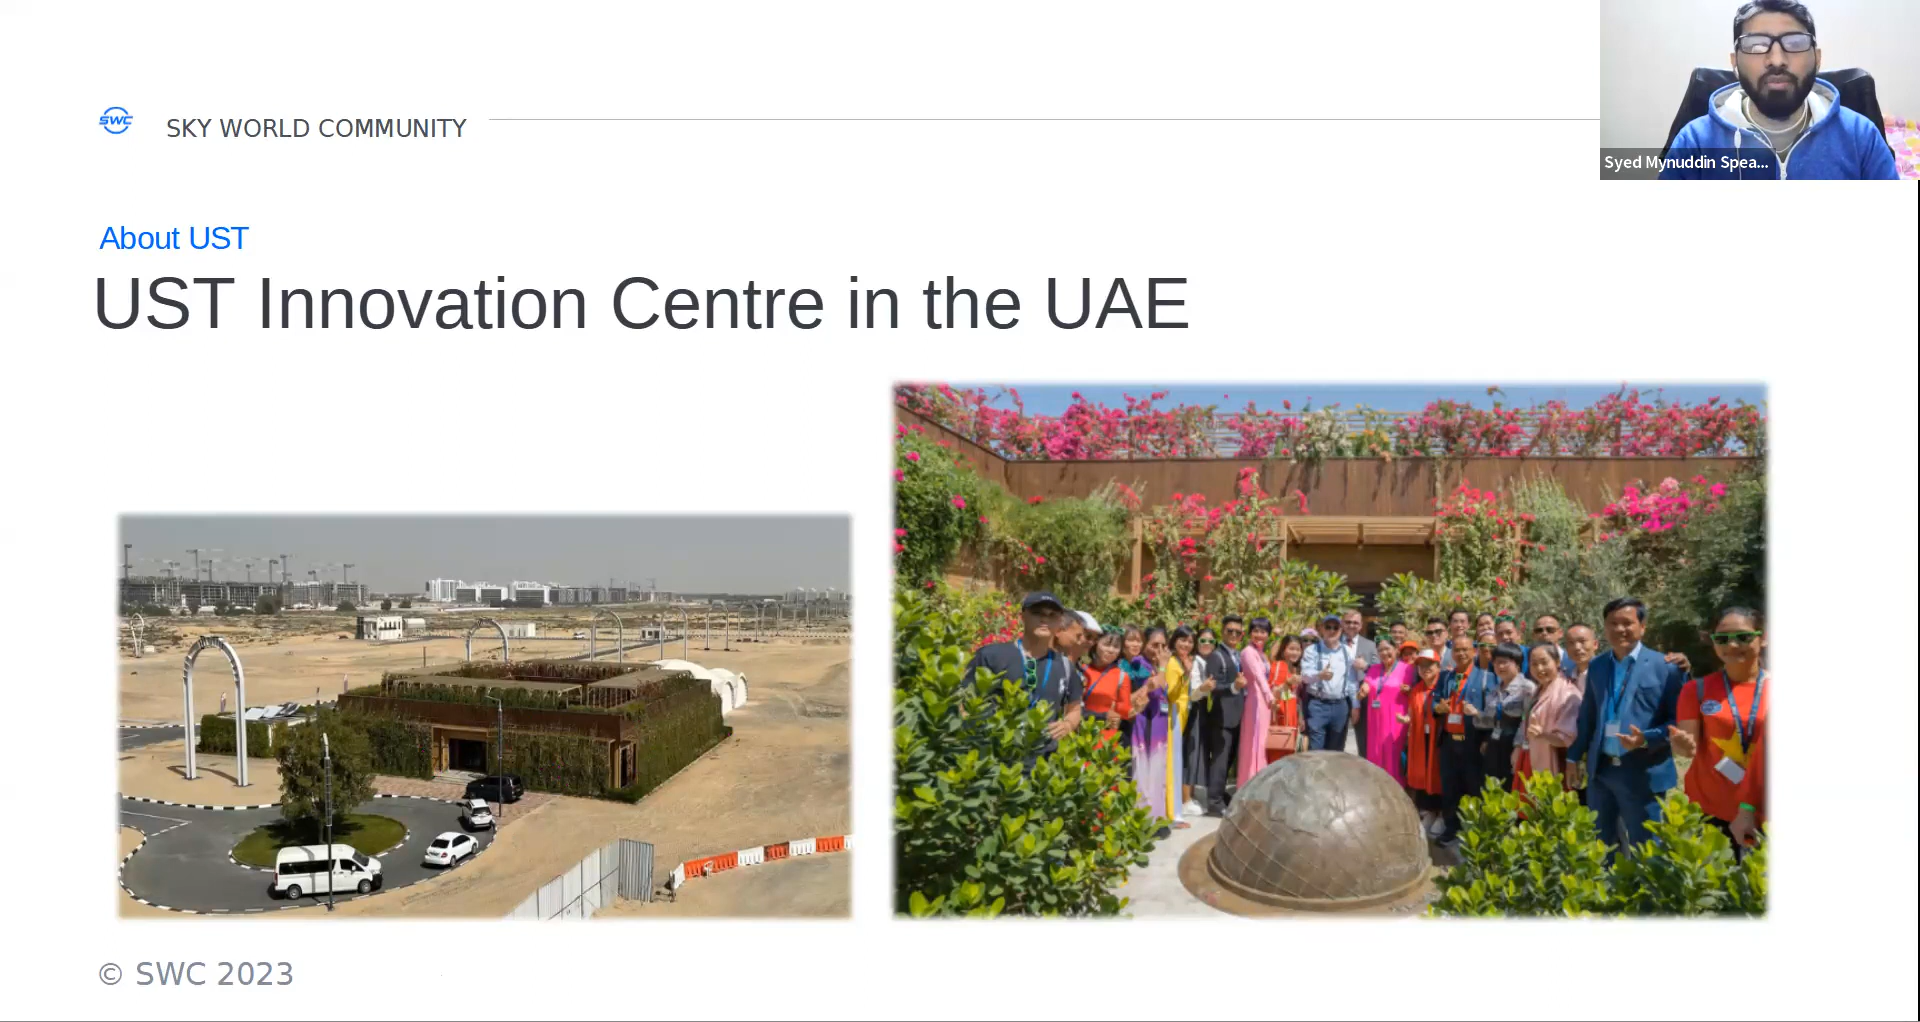 SWC
SKY WORLD COMMUNITY
Syed Mynuddin Spea...
About UST
UST Innovation Centre in the UAE
© SWC 2023